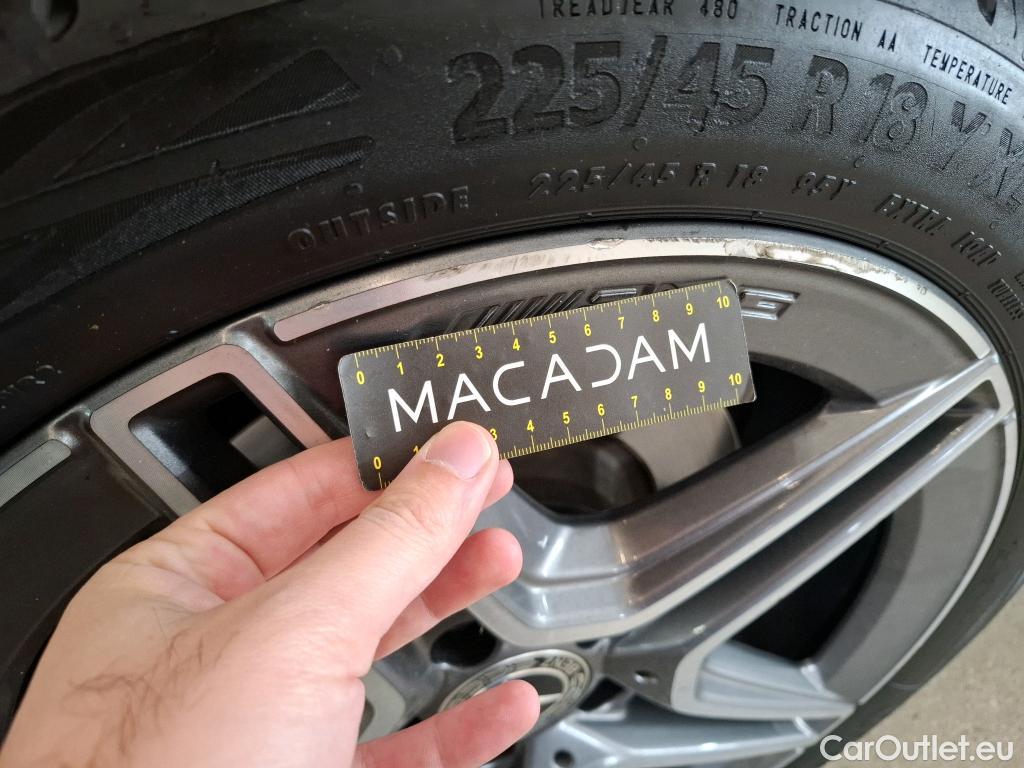 TREADWEAR 480 TRACTION AA TEMPERATURE
225/45 R 18 Y XL
OUTSIDE 225/45 R 18 95Y EXTRA LOAD
AMG
0 1 2 3 4 5 6 7 8 9 10
MACADAM
0 1 3 4 5 6 7 8 9 10
CarOutlet.eu